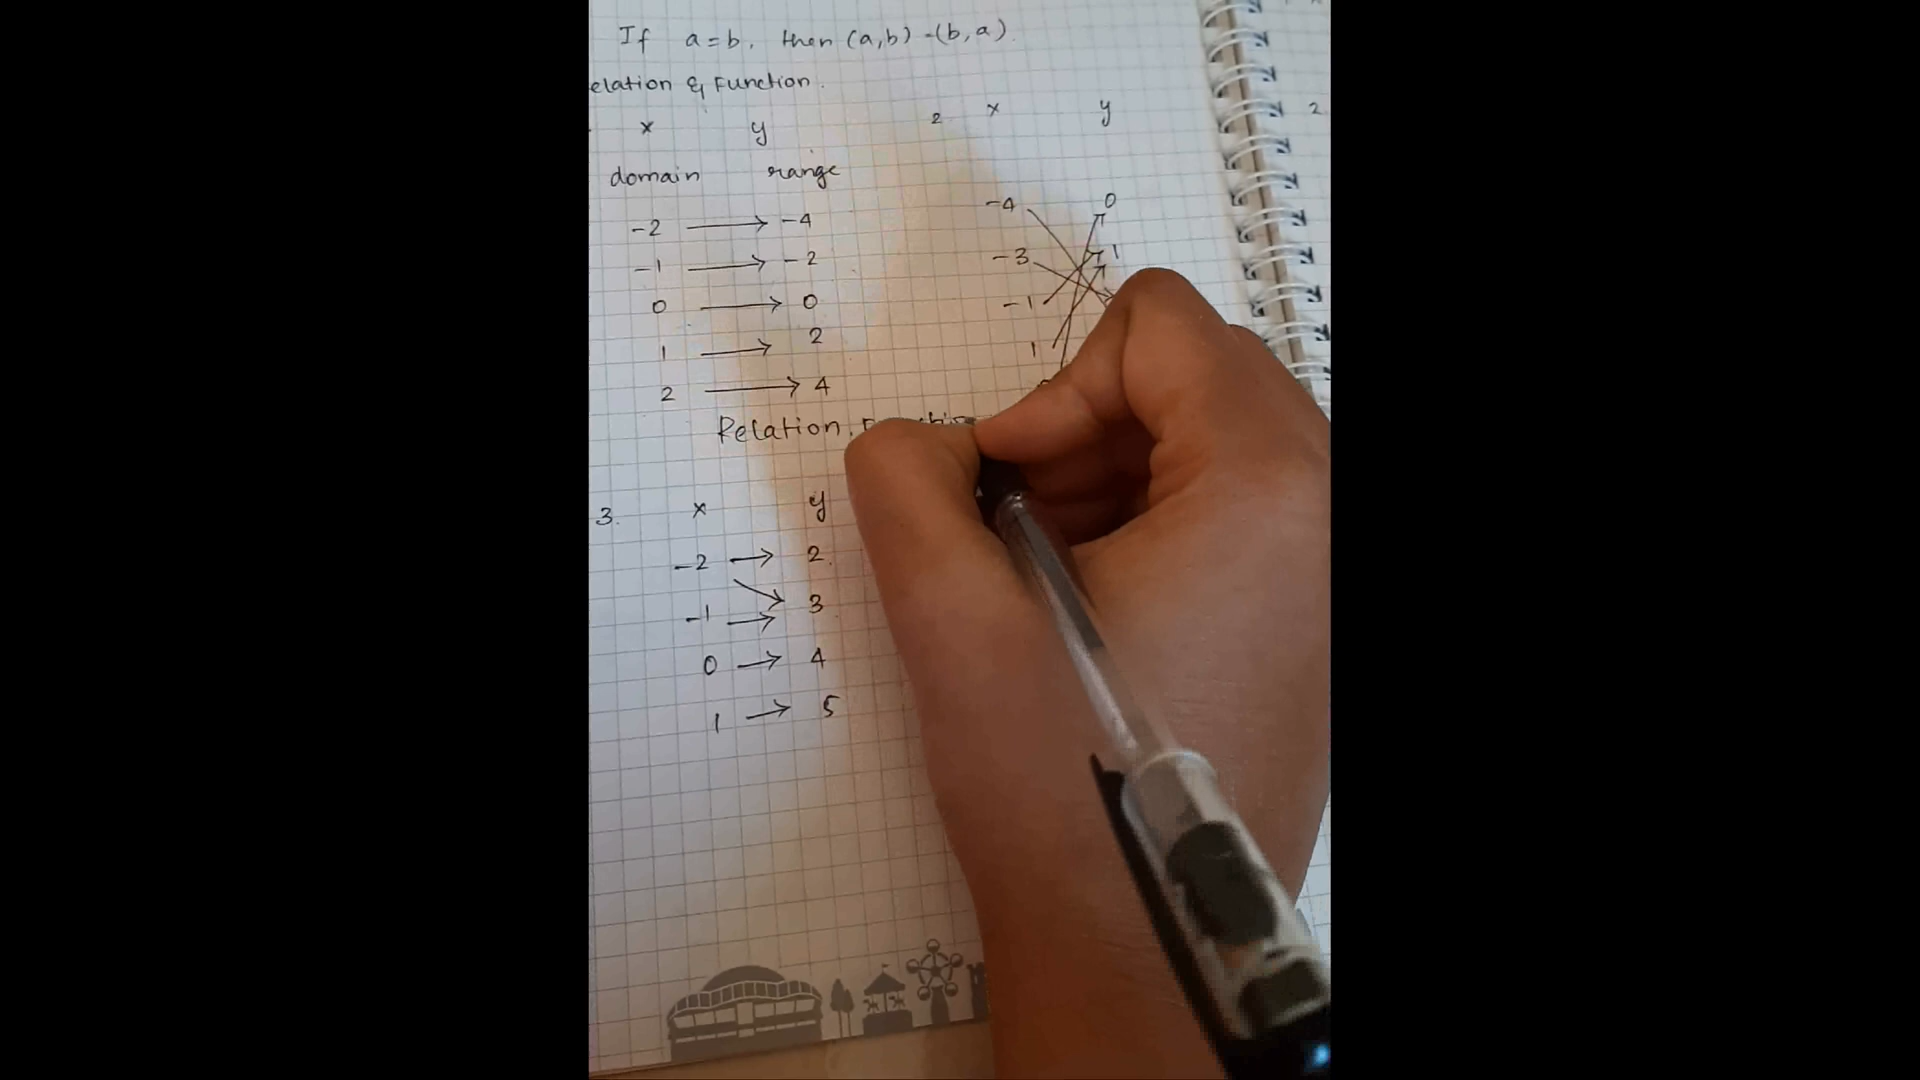 If a=b, then (a,b) =(b,a).
elation & Function.
x y
domain range
-2 → -4
-1 → -2
0 → 0
1 → 2
2 → 4
Relation,
2 x y
-4 0
-3 1
-1
1
3. x y
-2 → 2.
-1 → 3
0 → 4
1 → 5
2